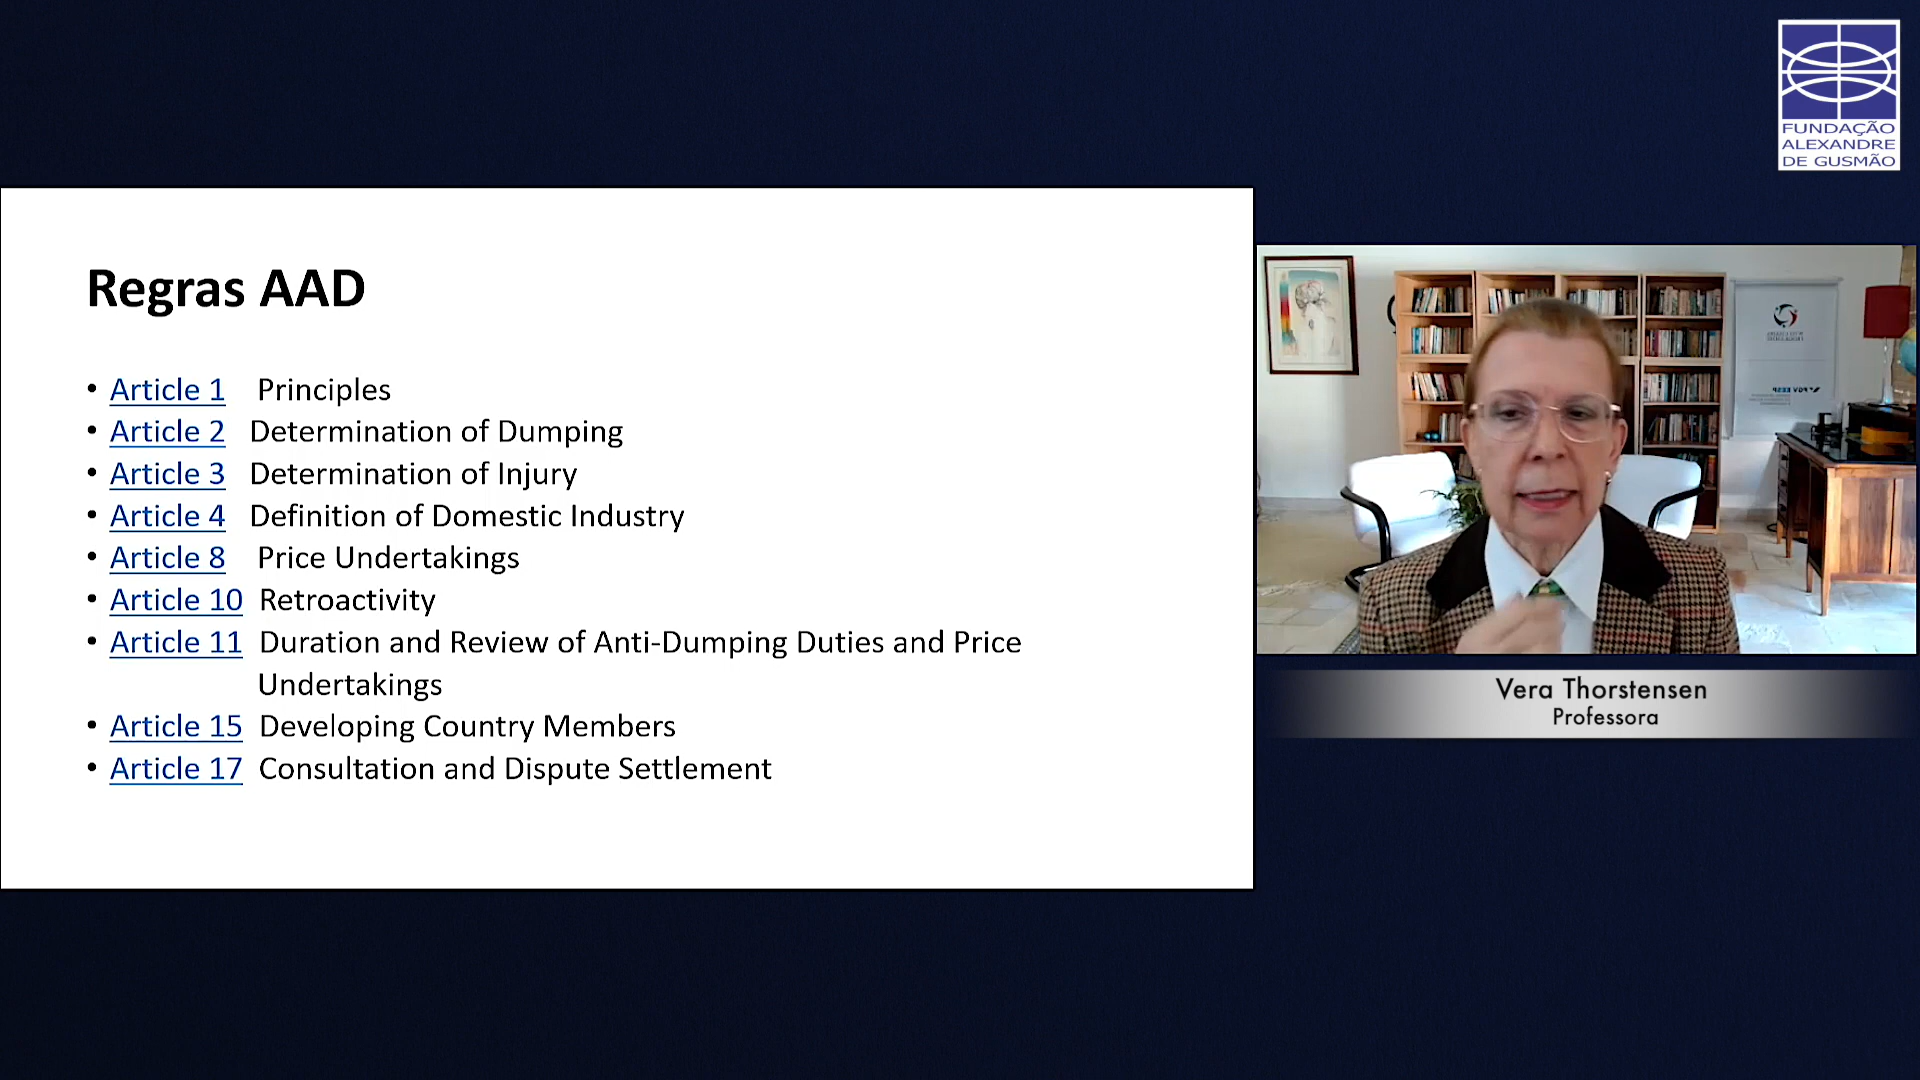 FUNDAÇÃO
ALEXANDRE
DE GUSMÃO
Regras AAD
• Article 1 Principles
• Article 2 Determination of Dumping
• Article 3 Determination of Injury
• Article 4 Definition of Domestic Industry
• Article 8 Price Undertakings
• Article 10 Retroactivity
• Article 11 Duration and Review of Anti-Dumping Duties and Price
Undertakings
• Article 15 Developing Country Members
• Article 17 Consultation and Dispute Settlement
FGV EESP
Vera Thorstensen
Professora